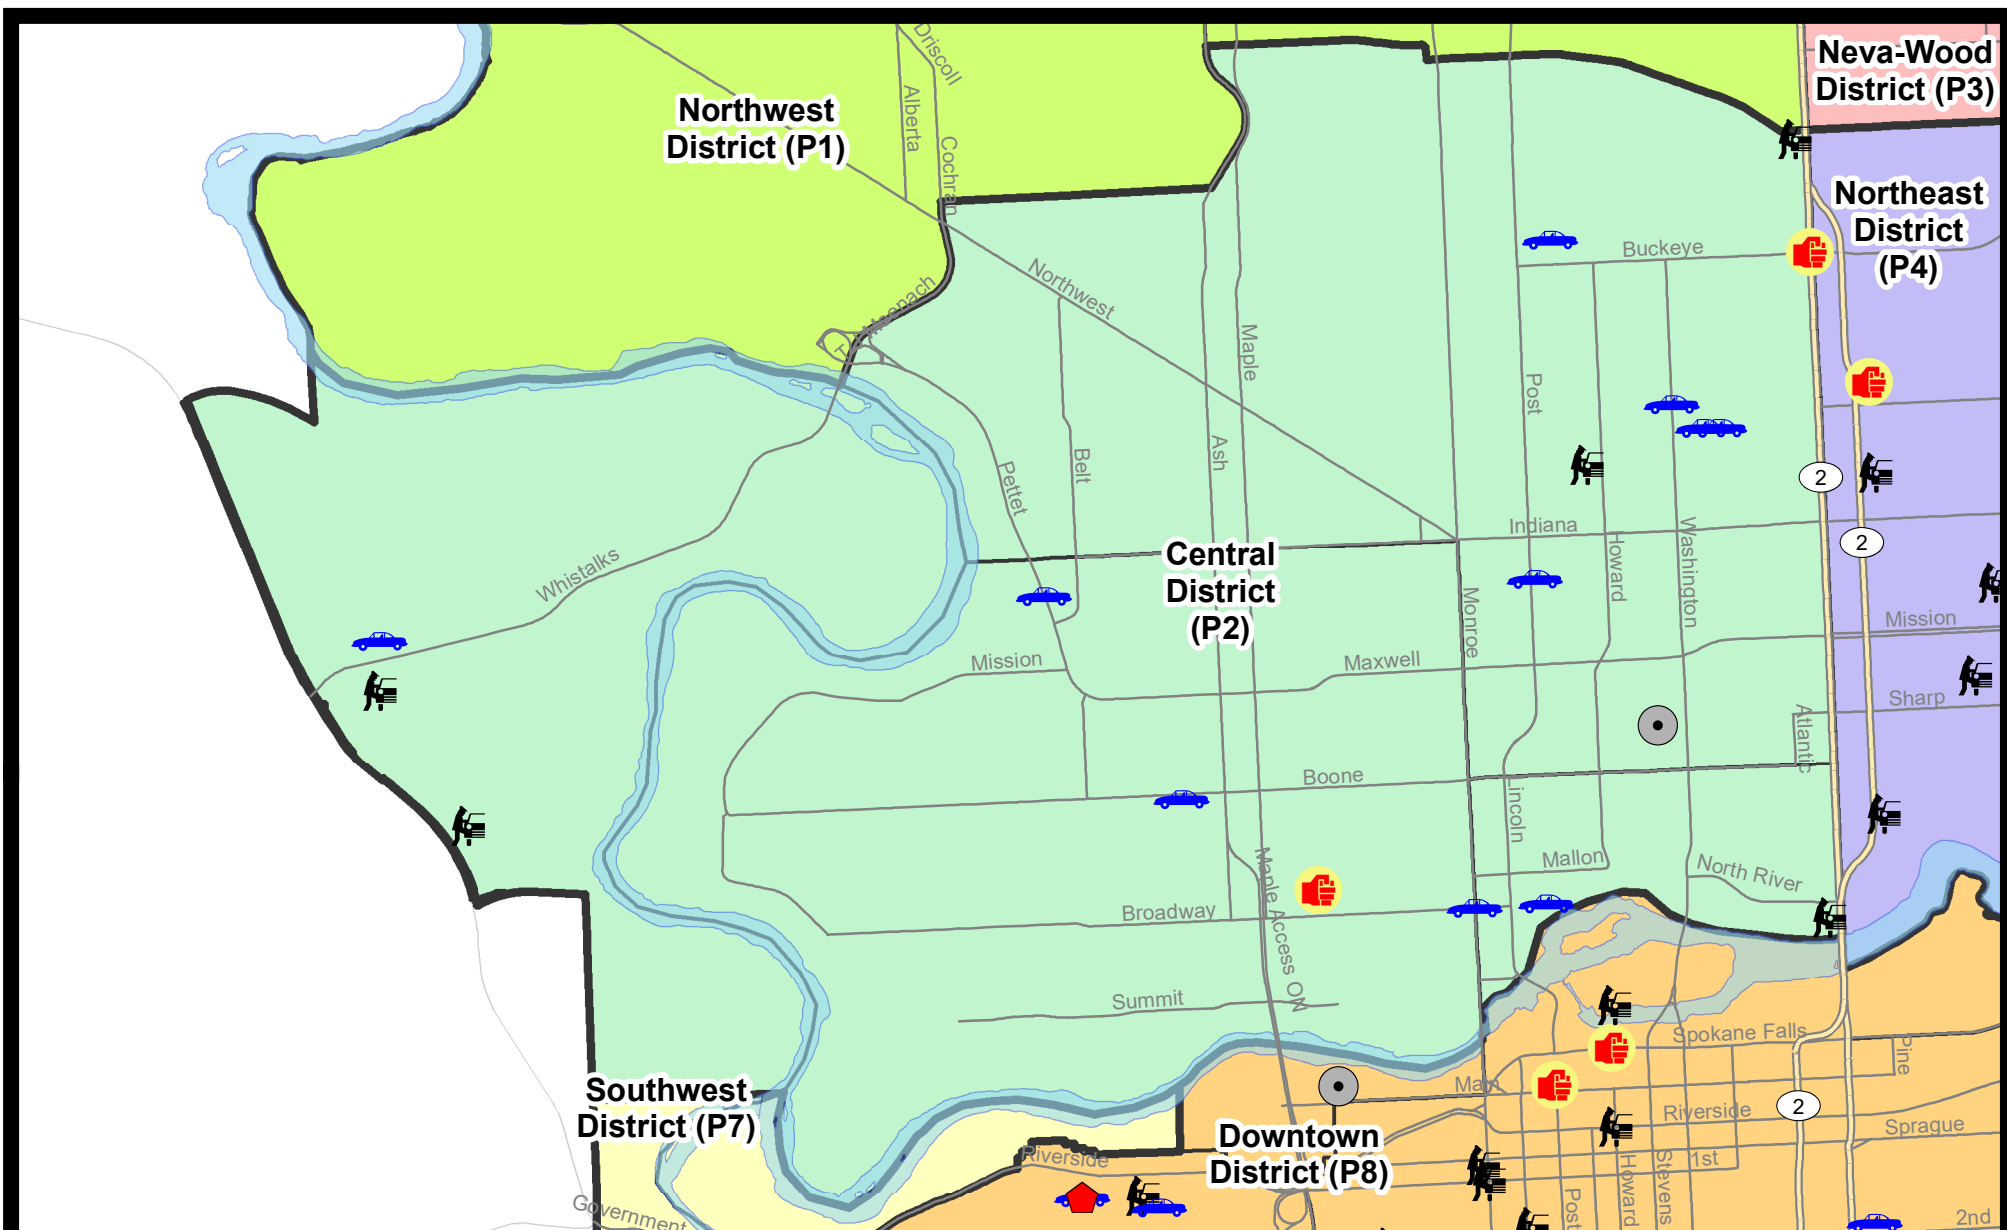 Driscoll
Neva-Wood
District (P3)
Northwest
District (P1)
Alberta
Cochran
Northeast
District
(P4)
Buckeye
Northwest
Maple
Post
Ash
Belt
Pettet
2
Indiana
Washington
Howard
2
Whistalks
Central
District
(P2)
Monroe
Mission
Mission
Maxwell
Sharp
Atlantic
Boone
Lincoln
Mallon
North River
Maple Access ON
Broadway
Summit
Spokane Falls
Pine
Main
Southwest
District (P7)
Riverside
2
Sprague
Downtown
District (P8)
Riverside
1st
Howard
Stevens
Post
Government
2nd